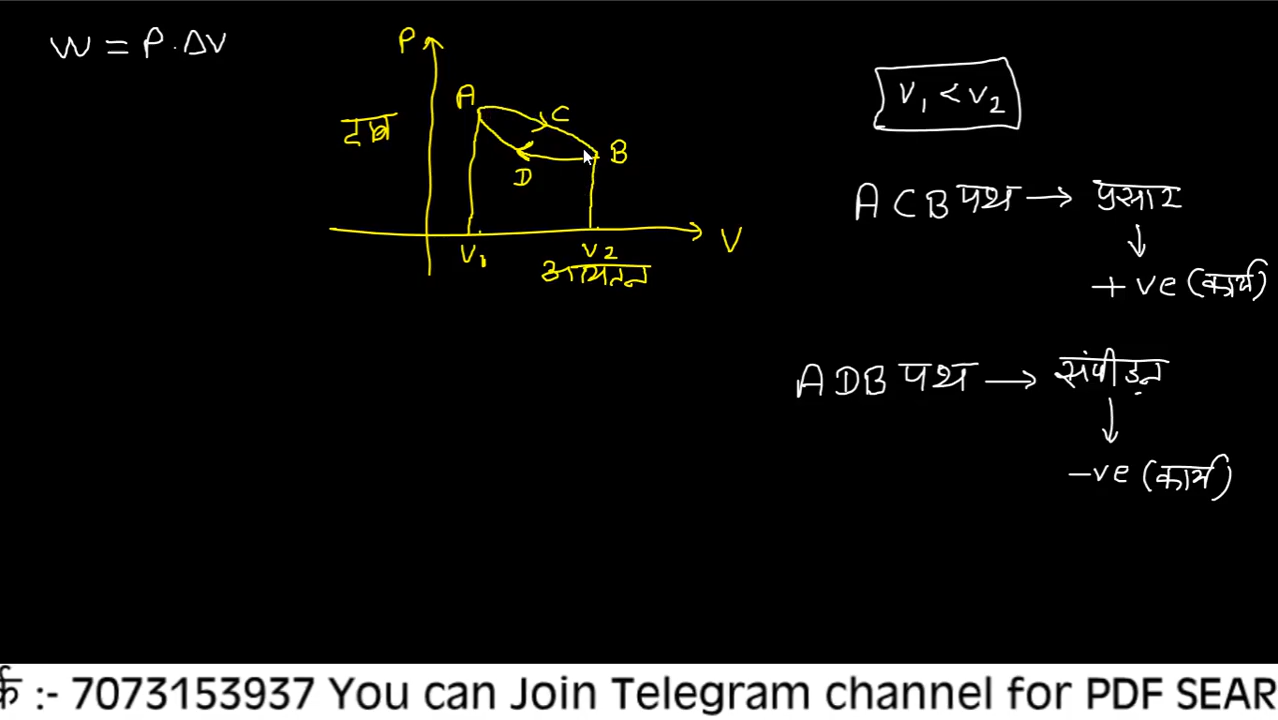 W = P.ΔV
P
दाब
A
C
B
D
V₁
V₂
V
आयतन
V₁ < V₂
ACB पथ → प्रसार
↓
+ve (कार्य)
ADB पथ → संपीडन
↓
-ve (कार्य)
र्क :- 7073153937 You can Join Telegram channel for PDF SEAR